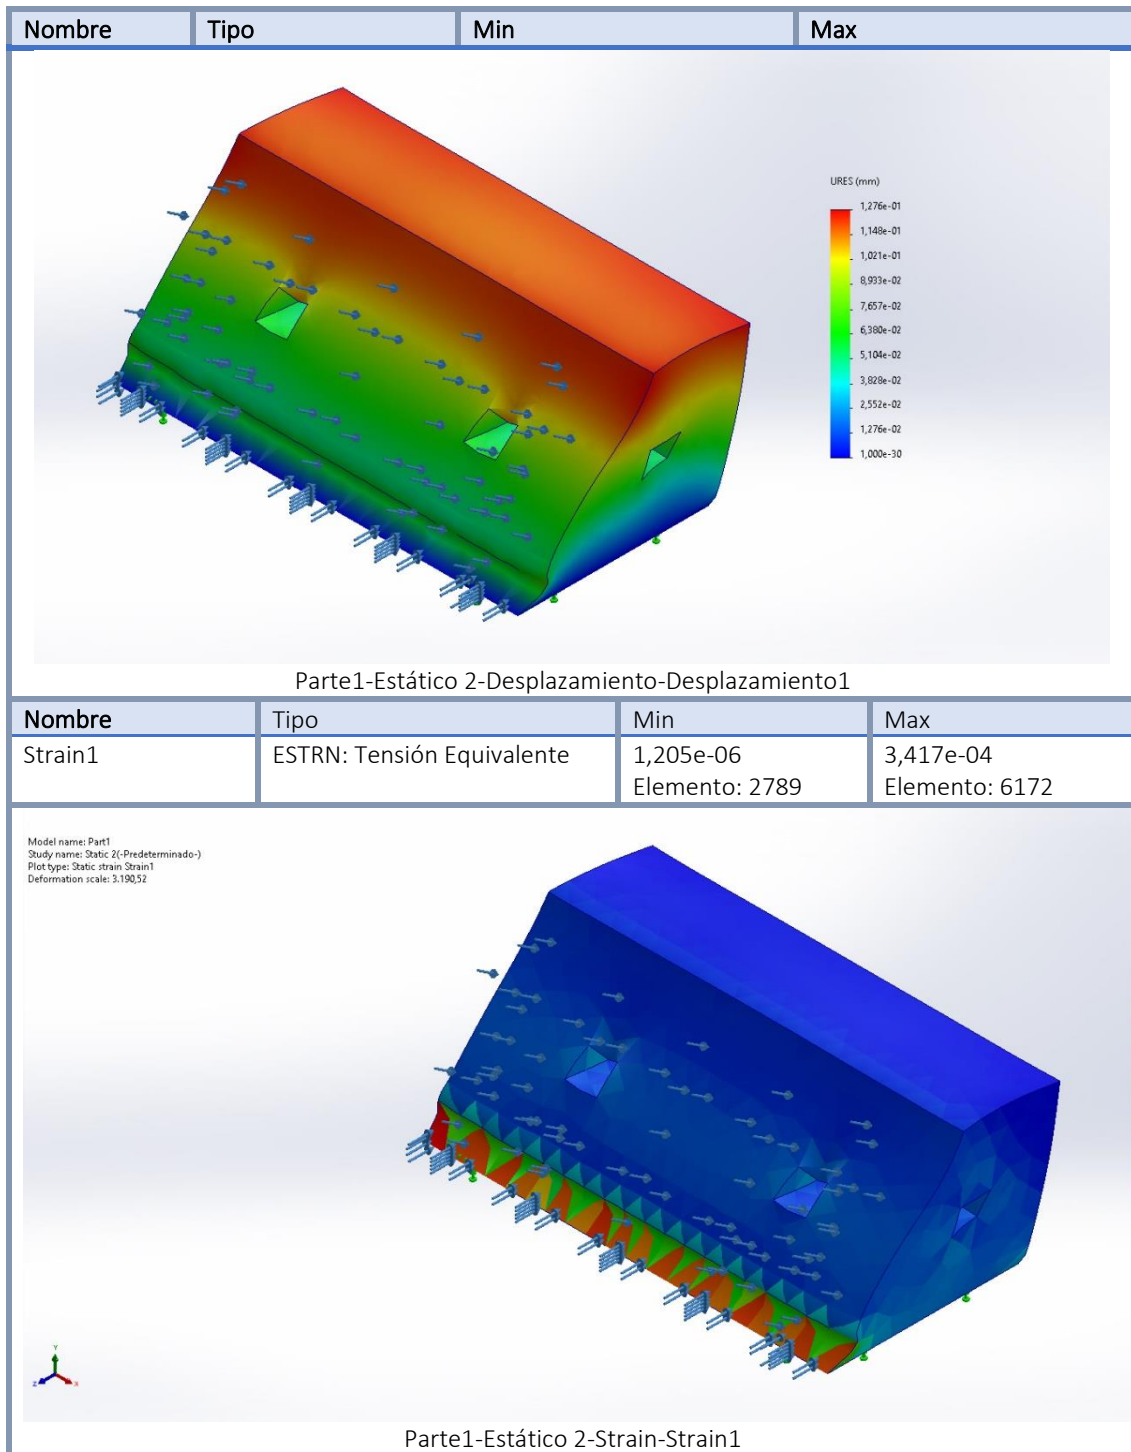 Nombre Tipo Min Max
URES (mm)
1,276e-01
1,148e-01
1,021e-01
8,933e-02
7,657e-02
6,380e-02
5,104e-02
3,828e-02
2,552e-02
1,276e-02
1,000e-30
Parte1-Estático 2-Desplazamiento-Desplazamiento1
Nombre Tipo Min Max
Strain1 ESTRN: Tensión Equivalente 1,205e-06 3,417e-04
Elemento: 2789 Elemento: 6172
Model name: Part1
Study name: Static 2(-Predeterminado-)
Plot type: Static strain Strain1
Deformation scale: 3.190,52
Y
Z X
Parte1-Estático 2-Strain-Strain1